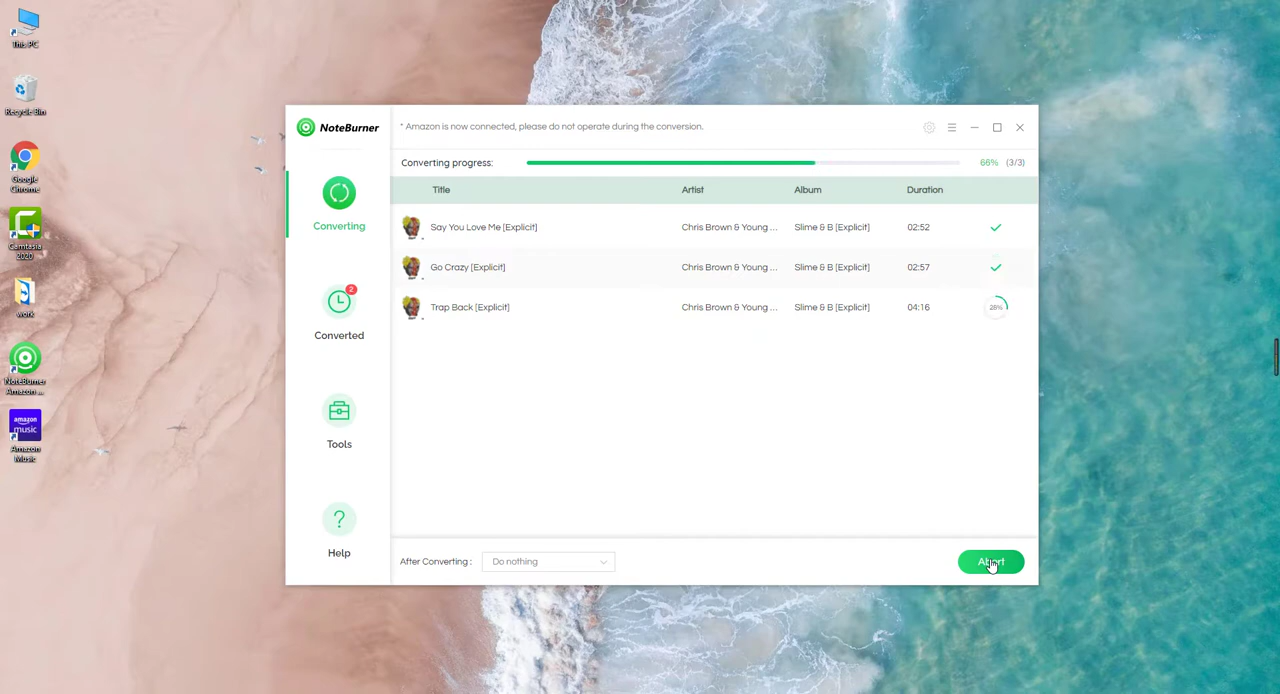 This PC
Recycle Bin
Google
Chrome
Camtasia
2020
work
NoteBurner
Amazon ...
amazon
music
Amazon
Music
NoteBurner
* Amazon is now connected, please do not operate during the conversion.
Converting progress:
66% (3/3)
Title Artist Album Duration
Say You Love Me [Explicit] Chris Brown & Young ... Slime & B [Explicit] 02:52
Go Crazy [Explicit] Chris Brown & Young ... Slime & B [Explicit] 02:57
Trap Back [Explicit] Chris Brown & Young ... Slime & B [Explicit] 04:16
Converting
2
Converted
Tools
?
Help
After Converting : Do nothing
Abort